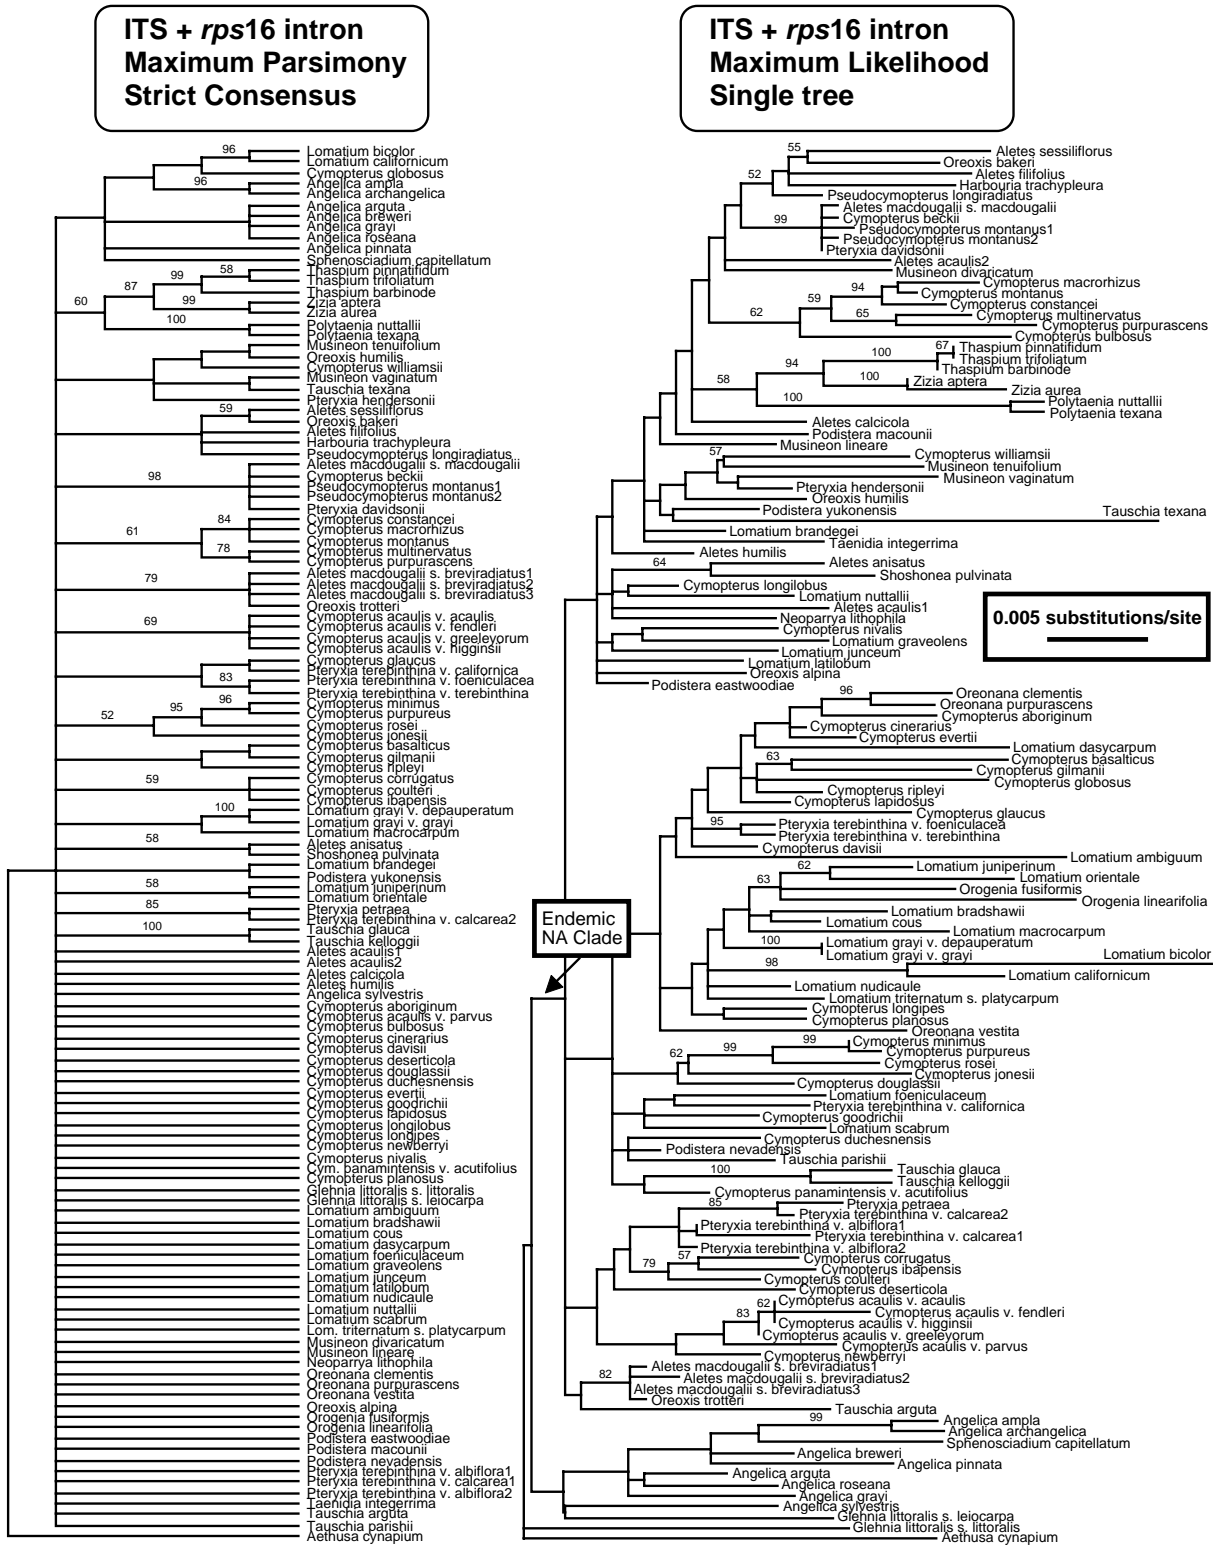 ITS + rps16 intron
Maximum Parsimony
Strict Consensus
96
Lomatium bicolor
Lomatium californicum
Cymopterus globosus
96
Angelica ampla
Angelica archangelica
Angelica arguta
Angelica breweri
Angelica grayi
Angelica roseana
Angelica pinnata
Sphenosciadium capitellatum
58
Thaspium pinnatifidum
99
Thaspium trifoliatum
87
Thaspium barbinode
60
99
Zizia aptera
Zizia aurea
100
Polytaenia nuttallii
Polytaenia texana
Musineon tenuifolium
Oreoxis humilis
Cymopterus williamsii
Musineon vaginatum
Tauschia texana
Pteryxia hendersonii
59
Aletes sessiliflorus
Oreoxis bakeri
Aletes filifolius
Harbouria trachypleura
Pseudocymopterus longiradiatus
Aletes macdougalii s. macdougalii
98
Cymopterus beckii
Pseudocymopterus montanus1
Pseudocymopterus montanus2
Pteryxia davidsonii
84
Cymopterus constancei
61
Cymopterus macrorhizus
Cymopterus montanus
78
Cymopterus multinervatus
Cymopterus purpurascens
79
Aletes macdougalii s. breviradiatus1
Aletes macdougalii s. breviradiatus2
Aletes macdougalii s. breviradiatus3
Oreoxis trotteri
69
Cymopterus acaulis v. acaulis
Cymopterus acaulis v. fendleri
Cymopterus acaulis v. greeleyorum
Cymopterus acaulis v. higginsii
Cymopterus glaucus
Pteryxia terebinthina v. californica
83
Pteryxia terebinthina v. foeniculacea
Pteryxia terebinthina v. terebinthina
96
Cymopterus minimus
95
Cymopterus purpureus
52
Cymopterus rosei
Cymopterus jonesii
Cymopterus basalticus
Cymopterus gilmanii
Cymopterus ripleyi
59
Cymopterus corrugatus
Cymopterus coulteri
Cymopterus ibapensis
100
Lomatium grayi v. depauperatum
Lomatium grayi v. grayi
Lomatium macrocarpum
58
Aletes anisatus
Shoshonea pulvinata
Lomatium brandegei
Podistera yukonensis
58
Lomatium juniperinum
Lomatium orientale
85
Pteryxia petraea
Pteryxia terebinthina v. calcarea2
100
Tauschia glauca
Tauschia kelloggii
Aletes acaulis1
Aletes acaulis2
Aletes calcicola
Aletes humilis
Angelica sylvestris
Cymopterus aboriginum
Cymopterus acaulis v. parvus
Cymopterus bulbosus
Cymopterus cinerarius
Cymopterus davisii
Cymopterus deserticola
Cymopterus douglassii
Cymopterus duchesnensis
Cymopterus evertii
Cymopterus goodrichii
Cymopterus lapidosus
Cymopterus longilobus
Cymopterus longipes
Cymopterus newberryi
Cymopterus nivalis
Cym. panamintensis v. acutifolius
Cymopterus planosus
Glehnia littoralis s. littoralis
Glehnia littoralis s. leiocarpa
Lomatium ambiguum
Lomatium bradshawii
Lomatium cous
Lomatium dasycarpum
Lomatium foeniculaceum
Lomatium graveolens
Lomatium junceum
Lomatium latilobum
Lomatium nudicaule
Lomatium nuttallii
Lomatium scabrum
Lom. triternatum s. platycarpum
Musineon divaricatum
Musineon lineare
Neoparrya lithophila
Oreonana clementis
Oreonana purpurascens
Oreonana vestita
Oreoxis alpina
Orogenia fusiformis
Orogenia linearifolia
Podistera eastwoodiae
Podistera macounii
Podistera nevadensis
Pteryxia terebinthina v. albiflora1
Pteryxia terebinthina v. calcarea1
Pteryxia terebinthina v. albiflora2
Taenidia integerrima
Tauschia arguta
Tauschia parishii
Aethusa cynapium
ITS + rps16 intron
Maximum Likelihood
Single tree
55
Aletes sessiliflorus
Oreoxis bakeri
52
Aletes filifolius
Harbouria trachypleura
Pseudocymopterus longiradiatus
Aletes macdougalii s. macdougalii
99
Cymopterus beckii
Pseudocymopterus montanus1
Pseudocymopterus montanus2
Pteryxia davidsonii
Aletes acaulis2
Musineon divaricatum
94
Cymopterus macrorhizus
Cymopterus montanus
59
Cymopterus constancei
62
65
Cymopterus multinervatus
Cymopterus purpurascens
Cymopterus bulbosus
67
Thaspium pinnatifidum
100
Thaspium trifoliatum
94
Thaspium barbinode
58
100
Zizia aptera
Zizia aurea
100
Polytaenia nuttallii
Polytaenia texana
Aletes calcicola
Podistera macounii
Musineon lineare
57
Cymopterus williamsii
Musineon tenuifolium
Musineon vaginatum
Pteryxia hendersonii
Oreoxis humilis
Podistera yukonensis
Tauschia texana
Lomatium brandegei
Taenidia integerrima
Aletes humilis
64
Aletes anisatus
Shoshonea pulvinata
Cymopterus longilobus
Lomatium nuttallii
Aletes acaulis1
Neoparrya lithophila
Cymopterus nivalis
Lomatium graveolens
Lomatium junceum
Lomatium latilobum
Oreoxis alpina
Podistera eastwoodiae
0.005 substitutions/site
96
Oreonana clementis
Oreonana purpurascens
Cymopterus aboriginum
Cymopterus cinerarius
Cymopterus evertii
Lomatium dasycarpum
63
Cymopterus basalticus
Cymopterus gilmanii
Cymopterus globosus
Cymopterus ripleyi
Cymopterus lapidosus
Cymopterus glaucus
95
Pteryxia terebinthina v. foeniculacea
Pteryxia terebinthina v. terebinthina
Cymopterus davisii
Lomatium ambiguum
62
Lomatium juniperinum
63
Lomatium orientale
Orogenia fusiformis
Orogenia linearifolia
Lomatium bradshawii
Lomatium cous
Lomatium macrocarpum
100
Lomatium grayi v. depauperatum
Lomatium grayi v. grayi
Lomatium bicolor
98
Lomatium californicum
Lomatium nudicaule
Lomatium triternatum s. platycarpum
Cymopterus longipes
Cymopterus planosus
Oreonana vestita
Endemic
NA Clade
99
Cymopterus minimus
99
Cymopterus purpureus
62
Cymopterus rosei
Cymopterus jonesii
Cymopterus douglassii
Lomatium foeniculaceum
Pteryxia terebinthina v. californica
Cymopterus goodrichii
Lomatium scabrum
Cymopterus duchesnensis
Podistera nevadensis
Tauschia parishii
100
Tauschia glauca
Tauschia kelloggii
Cymopterus panamintensis v. acutifolius
85
Pteryxia petraea
Pteryxia terebinthina v. calcarea2
Pteryxia terebinthina v. albiflora1
Pteryxia terebinthina v. calcarea1
Pteryxia terebinthina v. albiflora2
57
Cymopterus corrugatus
79
Cymopterus ibapensis
Cymopterus coulteri
Cymopterus deserticola
62
Cymopterus acaulis v. acaulis
83
Cymopterus acaulis v. fendleri
Cymopterus acaulis v. higginsii
Cymopterus acaulis v. greeleyorum
Cymopterus acaulis v. parvus
Cymopterus newberryi
Aletes macdougalii s. breviradiatus1
82
Aletes macdougalii s. breviradiatus2
Aletes macdougalii s. breviradiatus3
Oreoxis trotteri
Tauschia arguta
99
Angelica ampla
Angelica archangelica
Sphenosciadium capitellatum
Angelica breweri
Angelica pinnata
Angelica arguta
Angelica roseana
Angelica grayi
Angelica sylvestris
Glehnia littoralis s. leiocarpa
Glehnia littoralis s. littoralis
Aethusa cynapium